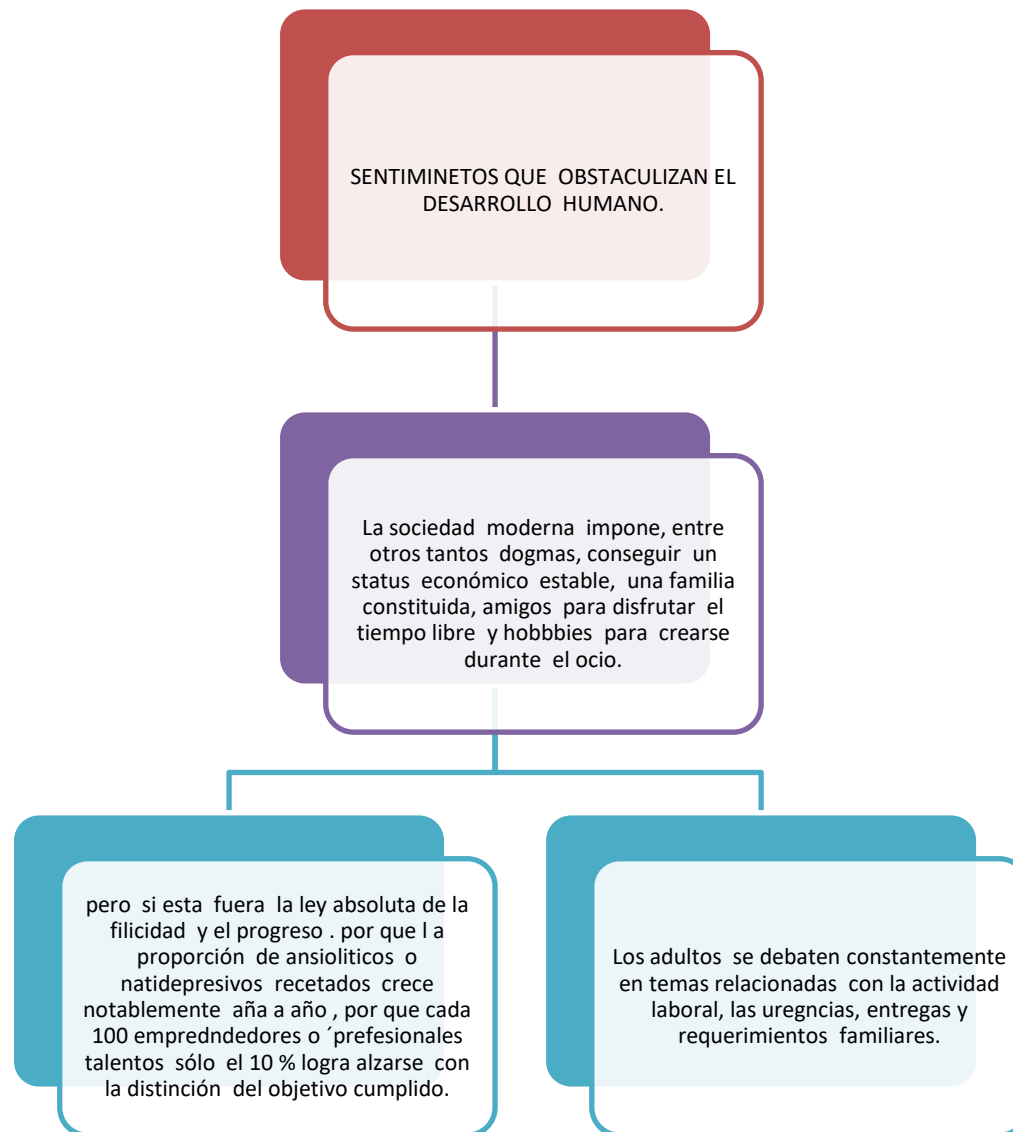 SENTIMINETOS QUE OBSTACULIZAN EL
DESARROLLO HUMANO.
La sociedad moderna impone, entre
otros tantos dogmas, conseguir un
status económico estable, una familia
constituida, amigos para disfrutar el
tiempo libre y hobbbies para crearse
durante el ocio.
pero si esta fuera la ley absoluta de la
filicidad y el progreso . por que l a
proporción de ansioliticos o
natidepresivos recetados crece
notablemente aña a año , por que cada
100 empredndedores o ´prefesionales
talentos sólo el 10 % logra alzarse con
la distinción del objetivo cumplido.
Los adultos se debaten constantemente
en temas relacionadas con la actividad
laboral, las uregncias, entregas y
requerimientos familiares.